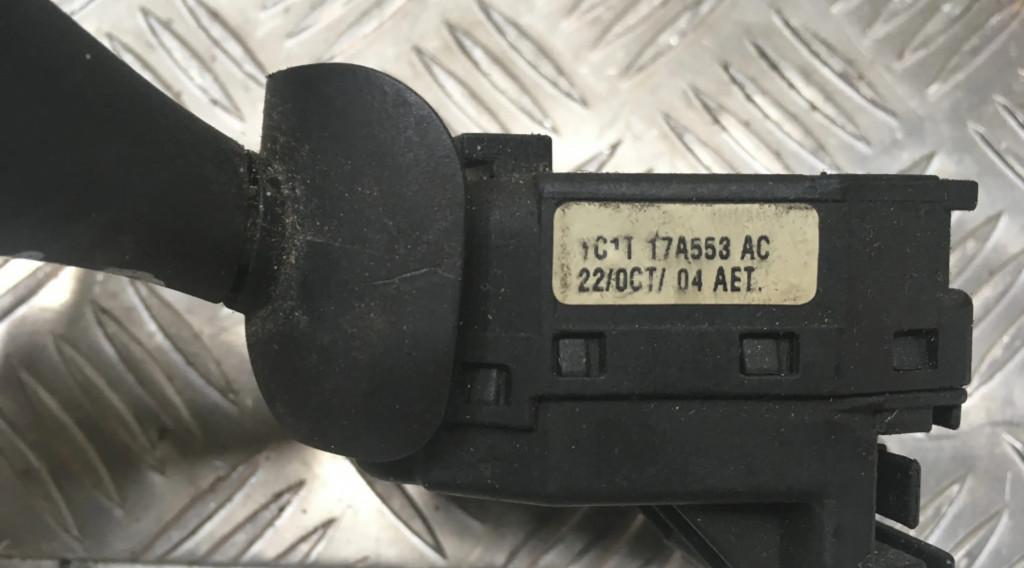 1C1T 17A553 AC
22/OCT/ 04 AET.